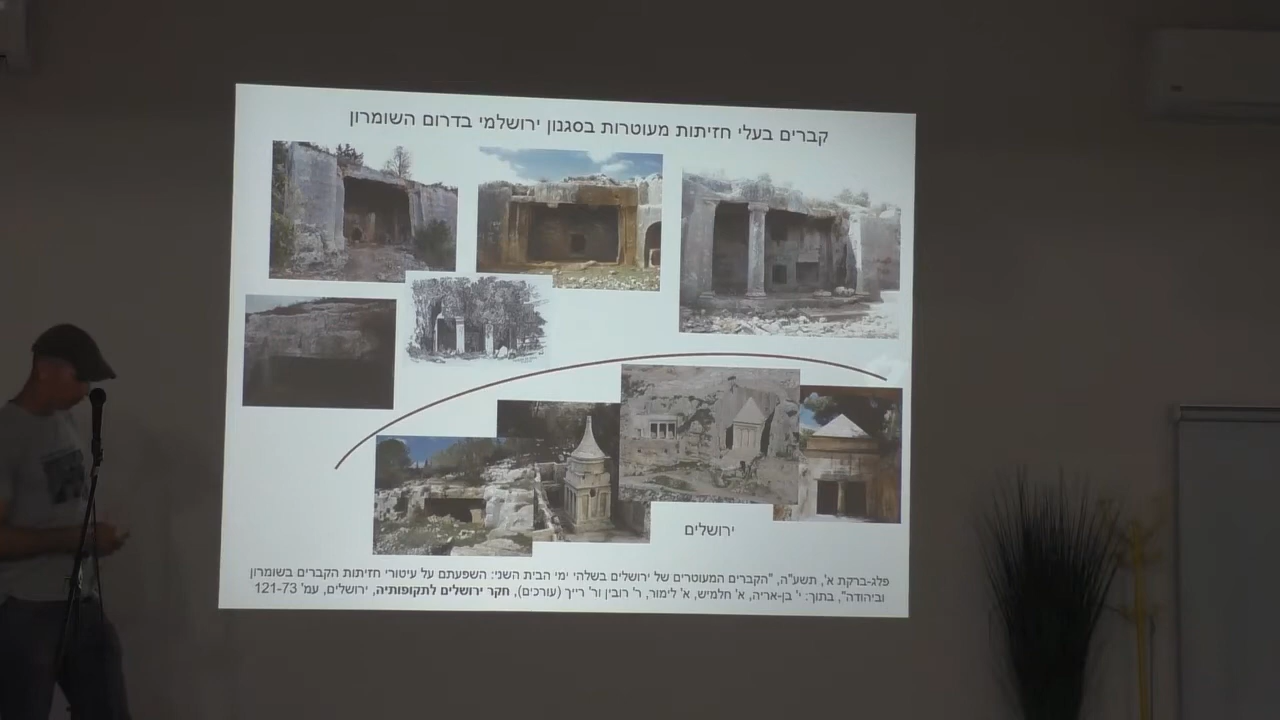 קברים בעלי חזיתות מעוטרות בסגנון ירושלמי בדרום השומרון
ירושלים
פלג-ברקת א', תשע"ה, "הקברים המעוטרים של ירושלים בשלהי ימי הבית השני: השפעתם על עיטורי חזיתות הקברים בשומרון
וביהודה", בתוך: י' בן-אריה, א' חלמיש, א' לימור, ר' רובין ור' רייך (עורכים), חקר ירושלים לתקופותיה, ירושלים, עמ' 121-73